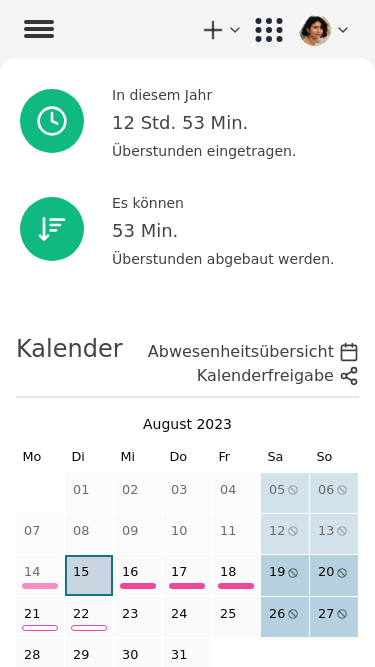 In diesem Jahr
12 Std. 53 Min.
Überstunden eingetragen.
Es können
53 Min.
Überstunden abgebaut werden.
Kalender
Abwesenheitsübersicht
Kalenderfreigabe
August 2023
Mo Di Mi Do Fr Sa So
01 02 03 04 05 06
07 08 09 10 11 12 13
14 15 16 17 18 19 20
21 22 23 24 25 26 27
28 29 30 31